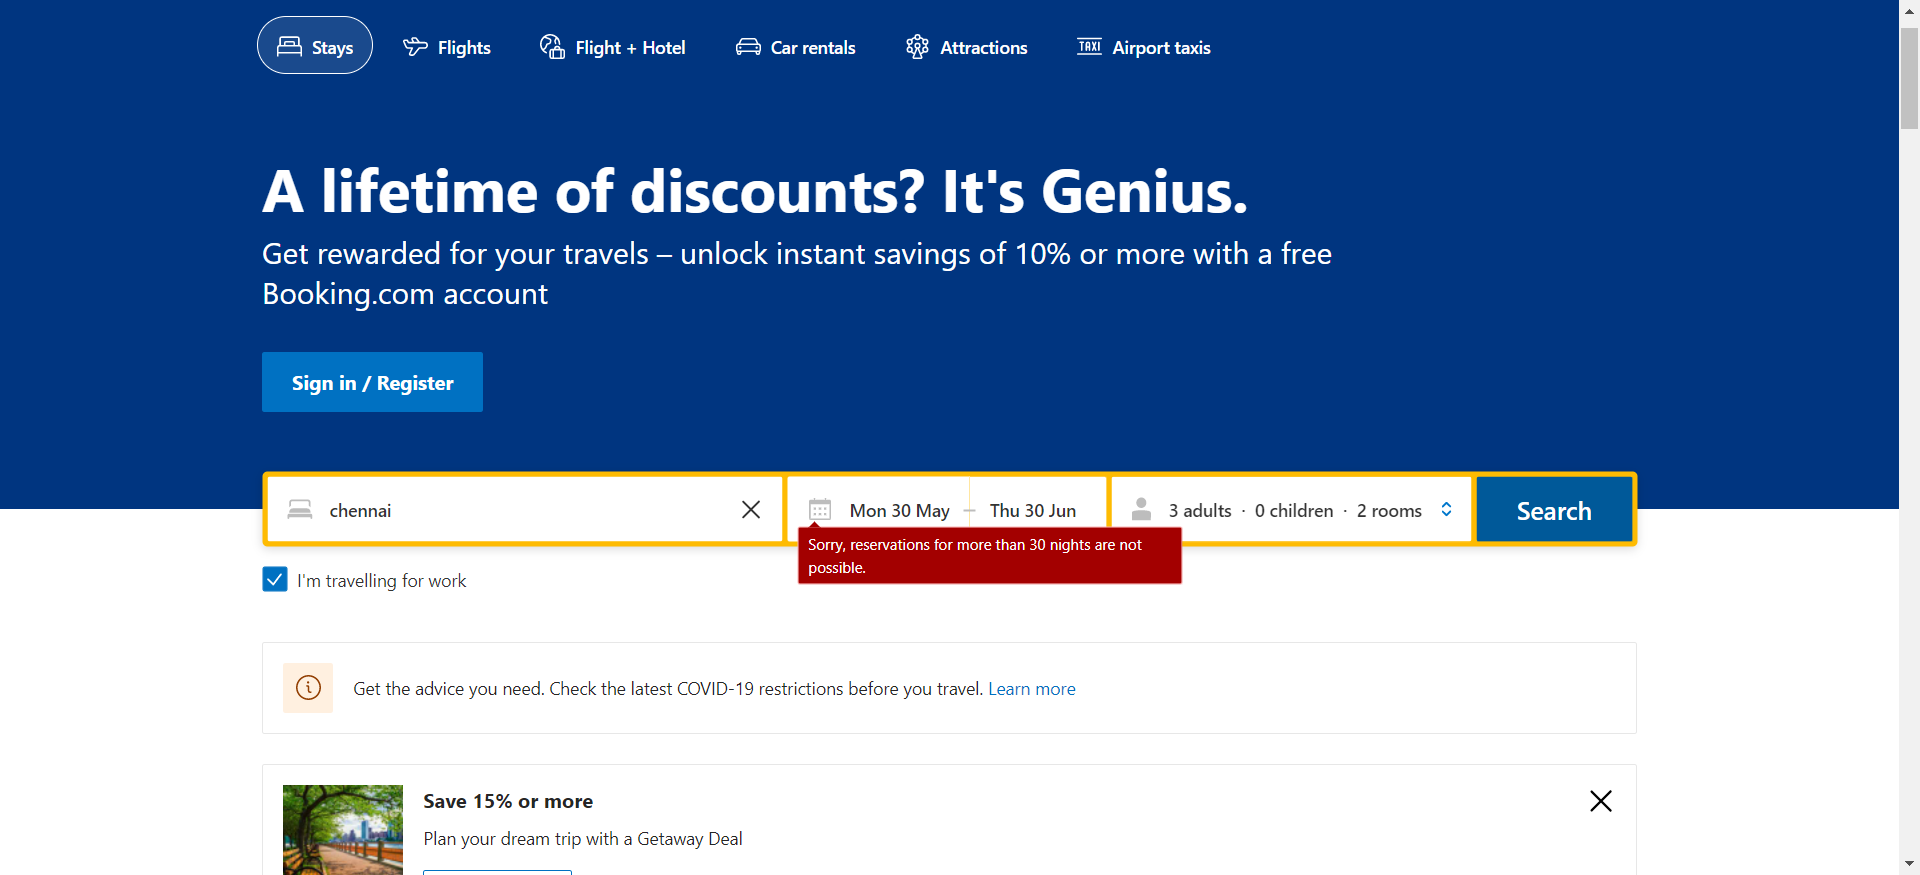 Stays
Flights
Flight + Hotel
Car rentals
TAXI
Attractions
Airport taxis
A lifetime of discounts? It's Genius.
Get rewarded for your travels – unlock instant savings of 10% or more with a free
Booking.com account
Sign in / Register
chennai
Mon 30 May — Thu 30 Jun
3 adults · 0 children · 2 rooms
Search
Sorry, reservations for more than 30 nights are not
possible.
I'm travelling for work
Get the advice you need. Check the latest COVID-19 restrictions before you travel. Learn more
Save 15% or more
Plan your dream trip with a Getaway Deal